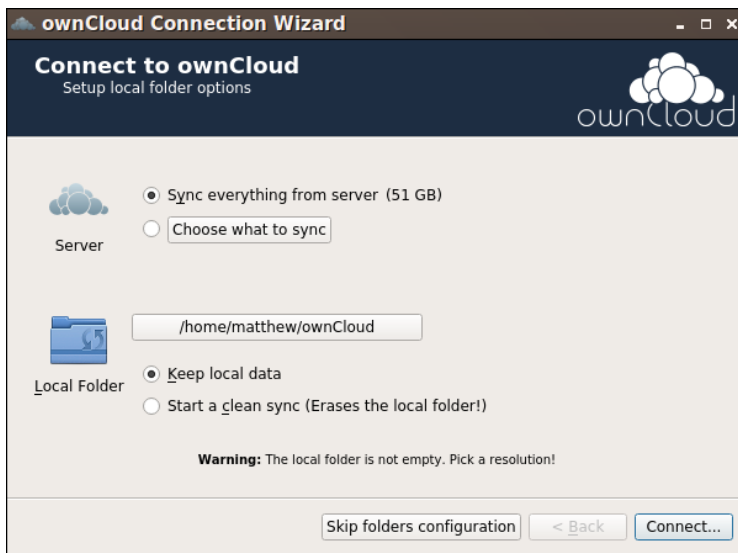 ownCloud Connection Wizard
Connect to ownCloud
Setup local folder options
ownCloud
Sync everything from server (51 GB)
Choose what to sync
Server
/home/matthew/ownCloud
Keep local data
Local Folder
Start a clean sync (Erases the local folder!)
Warning: The local folder is not empty. Pick a resolution!
Skip folders configuration
< Back
Connect...